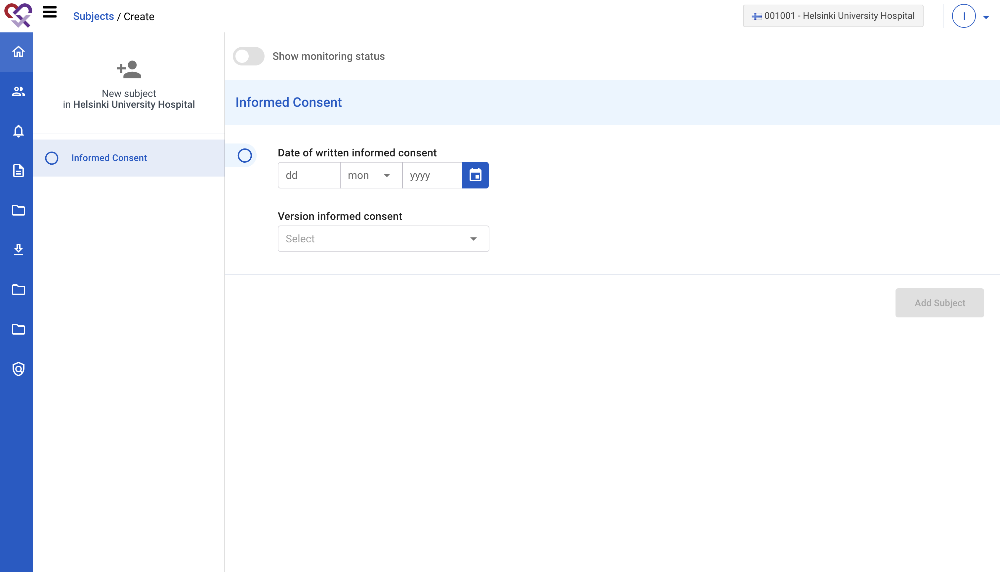 Subjects / Create
001001 - Helsinki University Hospital
I
New subject
in Helsinki University Hospital
Informed Consent
Show monitoring status
Informed Consent
Date of written informed consent
dd mon yyyy
Version informed consent
Select
Add Subject